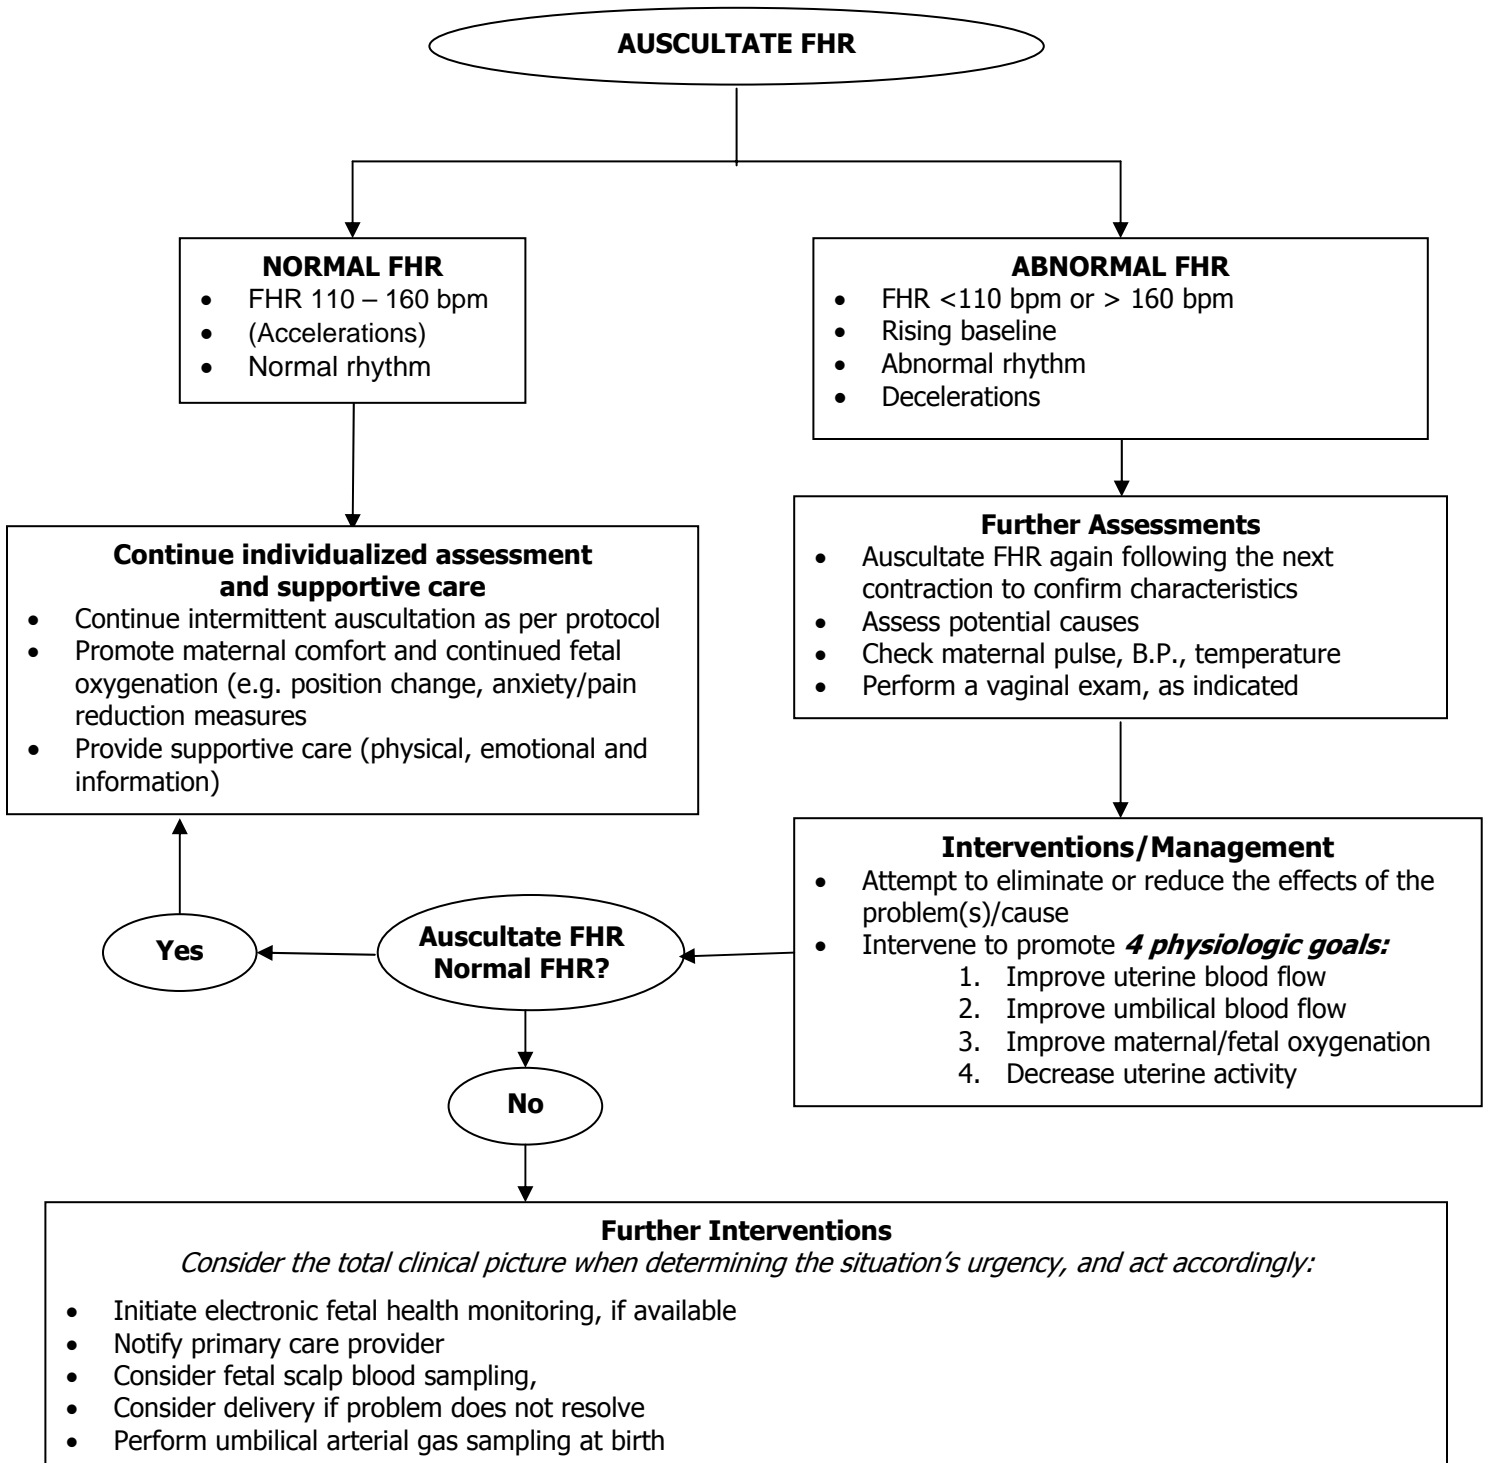 AUSCULTATE FHR
NORMAL FHR
• FHR 110 – 160 bpm
• (Accelerations)
• Normal rhythm
ABNORMAL FHR
• FHR <110 bpm or > 160 bpm
• Rising baseline
• Abnormal rhythm
• Decelerations
Continue individualized assessment
and supportive care
• Continue intermittent auscultation as per protocol
• Promote maternal comfort and continued fetal
oxygenation (e.g. position change, anxiety/pain
reduction measures
• Provide supportive care (physical, emotional and
information)
Further Assessments
• Auscultate FHR again following the next
contraction to confirm characteristics
• Assess potential causes
• Check maternal pulse, B.P., temperature
• Perform a vaginal exam, as indicated
Interventions/Management
• Attempt to eliminate or reduce the effects of the
problem(s)/cause
• Intervene to promote 4 physiologic goals:
1. Improve uterine blood flow
2. Improve umbilical blood flow
3. Improve maternal/fetal oxygenation
4. Decrease uterine activity
Auscultate FHR
Normal FHR?
Yes
No
Further Interventions
Consider the total clinical picture when determining the situation's urgency, and act accordingly:
• Initiate electronic fetal health monitoring, if available
• Notify primary care provider
• Consider fetal scalp blood sampling,
• Consider delivery if problem does not resolve
• Perform umbilical arterial gas sampling at birth